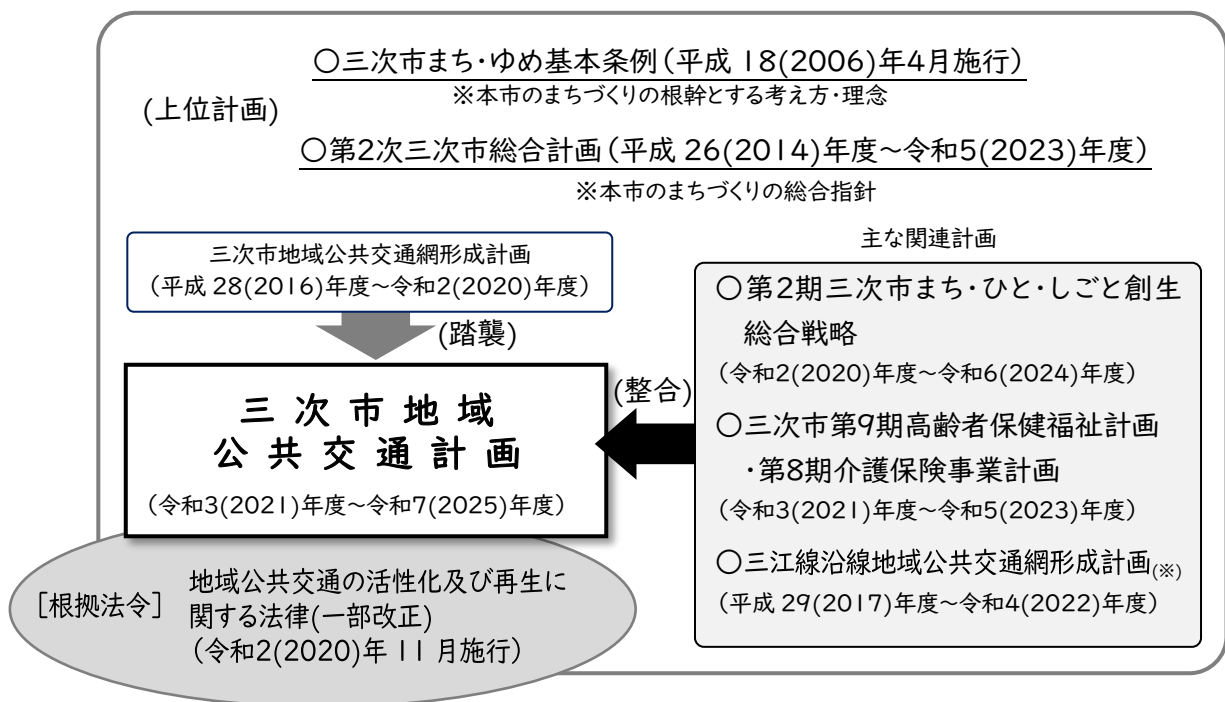 ○三次市まち・ゆめ基本条例(平成 18(2006)年4月施行)
※本市のまちづくりの根幹とする考え方・理念
(上位計画)
○第2次三次市総合計画(平成 26(2014)年度～令和5(2023)年度)
※本市のまちづくりの総合指針
三次市地域公共交通網形成計画
(平成 28(2016)年度～令和2(2020)年度)
(踏襲)
三次市地域
公共交通計画
(令和3(2021)年度～令和7(2025)年度)
(整合)
主な関連計画
○第2期三次市まち・ひと・しごと創生
総合戦略
(令和2(2020)年度～令和6(2024)年度)
○三次市第9期高齢者保健福祉計画
・第8期介護保険事業計画
(令和3(2021)年度～令和5(2023)年度)
○三江線沿線地域公共交通網形成計画(※)
(平成 29(2017)年度～令和4(2022)年度)
[根拠法令]
地域公共交通の活性化及び再生に
関する法律(一部改正)
(令和2(2020)年 11 月施行)